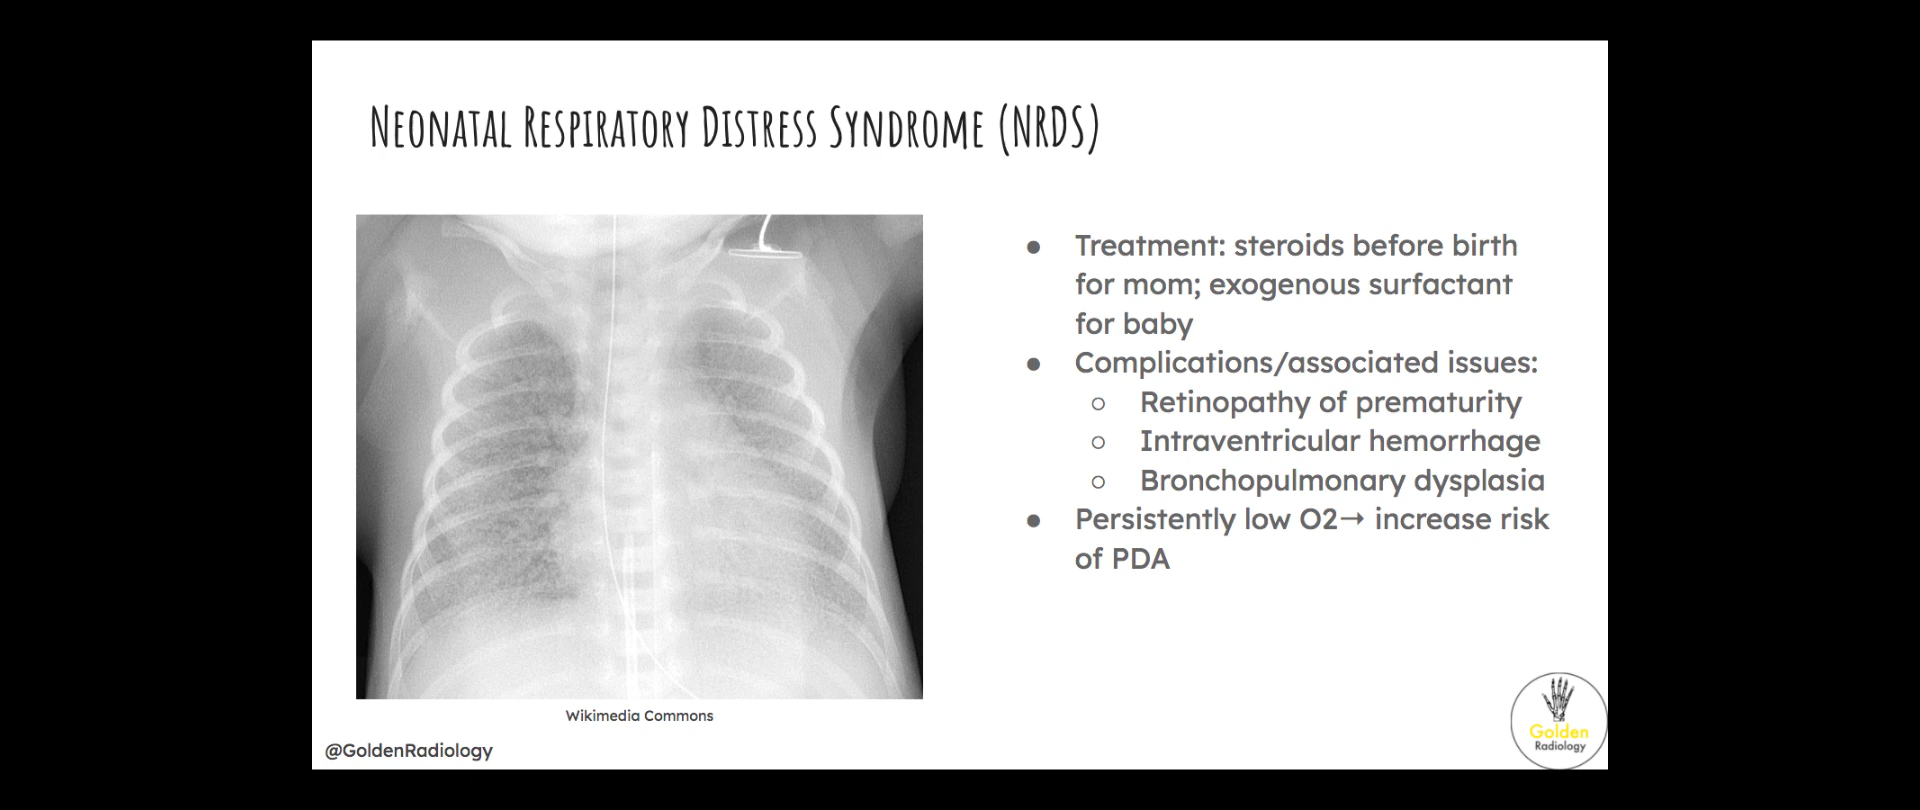 Neonatal Respiratory Distress Syndrome (NRDS)
● Treatment: steroids before birth
for mom; exogenous surfactant
for baby
● Complications/associated issues:
○ Retinopathy of prematurity
○ Intraventricular hemorrhage
○ Bronchopulmonary dysplasia
● Persistently low O2→ increase risk
of PDA
Wikimedia Commons
@GoldenRadiology
Golden
Radiology